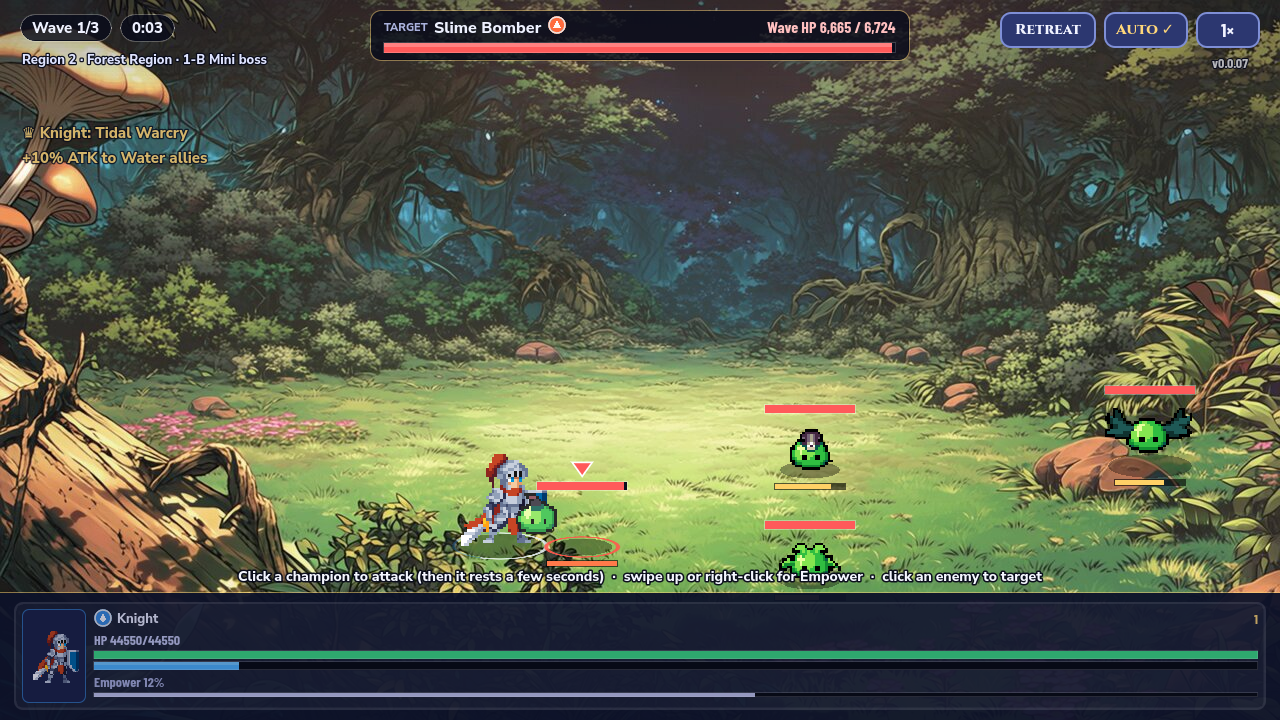 Wave 1/3
0:03
TARGET Slime Bomber
Wave HP 6,665 / 6,724
RETREAT
AUTO ✓
1×
Region 2 · Forest Region · 1-B Mini boss
v0.0.07
♛ Knight: Tidal Warcry
+10% ATK to Water allies
Click a champion to attack (then it rests a few seconds) · swipe up or right-click for Empower · click an enemy to target
Knight
1
HP 44550/44550
Empower 12%